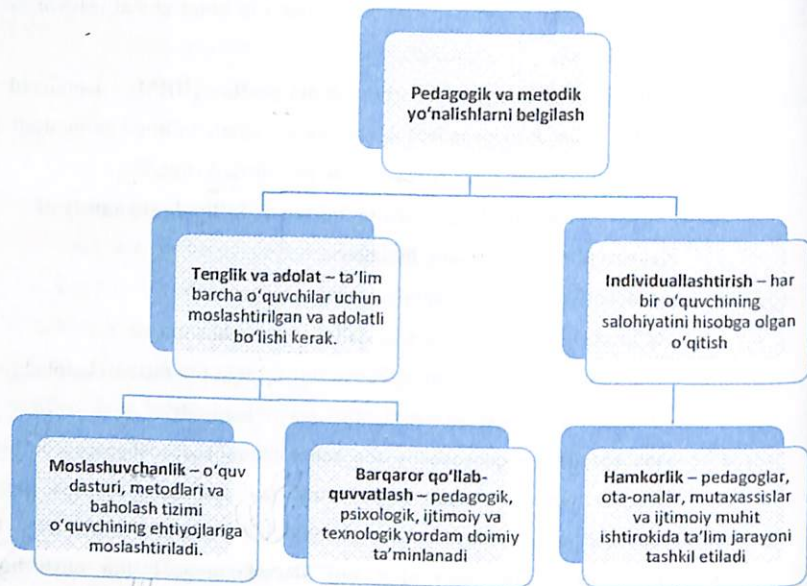 Pedagogik va metodik
yo‘nalishlarni belgilash
Tenglik va adolat – ta’lim
barcha o‘quvchilar uchun
moslashtirilgan va adolatli
bo‘lishi kerak.
Individuallashtirish – har
bir o‘quvchining
salohiyatini hisobga olgan
o‘qitish
Moslashuvchanlik – o‘quv
dasturi, metodlari va
baholash tizimi
o‘quvchining ehtiyojlariga
moslashtiriladi.
Barqaror qo‘llab-
quvvatlash – pedagogik,
psixologik, ijtimoiy va
texnologik yordam doimiy
ta’minlanadi
Hamkorlik – pedagoglar,
ota-onalar, mutaxassislar
va ijtimoiy muhit
ishtirokida ta’lim jarayoni
tashkil etiladi